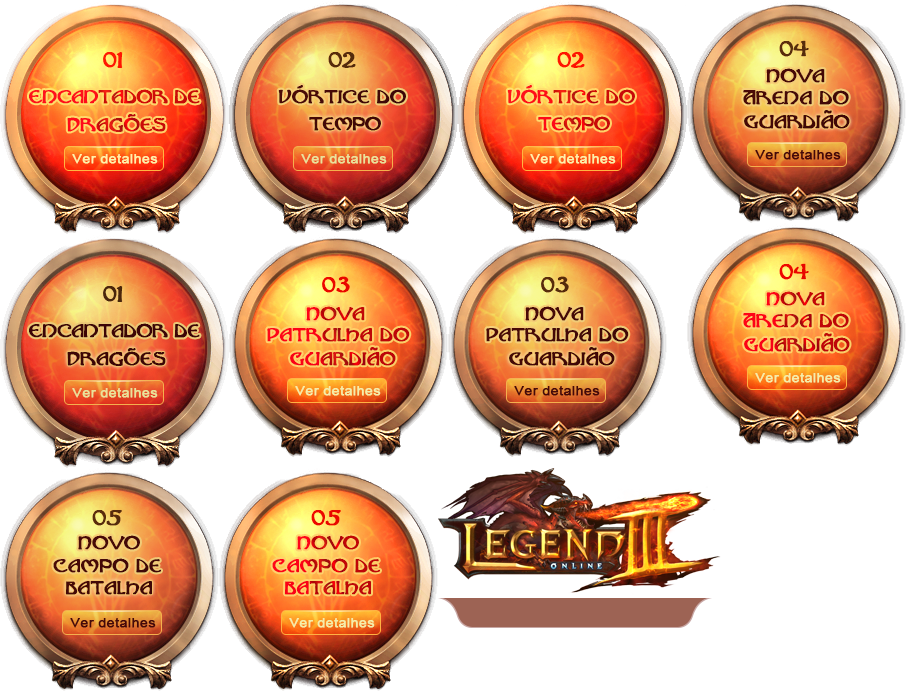 01
ENCANTADOR DE
DRAGÕES
Ver detalhes
02
VÓRTICE DO
TEMPO
Ver detalhes
02
VÓRTICE DO
TEMPO
Ver detalhes
04
NOVA
ARENA DO
GUARDIÃO
Ver detalhes
01
ENCANTADOR DE
DRAGÕES
Ver detalhes
03
NOVA
PATRULHA DO
GUARDIÃO
Ver detalhes
03
NOVA
PATRULHA DO
GUARDIÃO
Ver detalhes
04
NOVA
ARENA DO
GUARDIÃO
Ver detalhes
05
NOVO
CAMPO DE
BATALHA
Ver detalhes
05
NOVO
CAMPO DE
BATALHA
Ver detalhes
LEGEND III
ONLINE